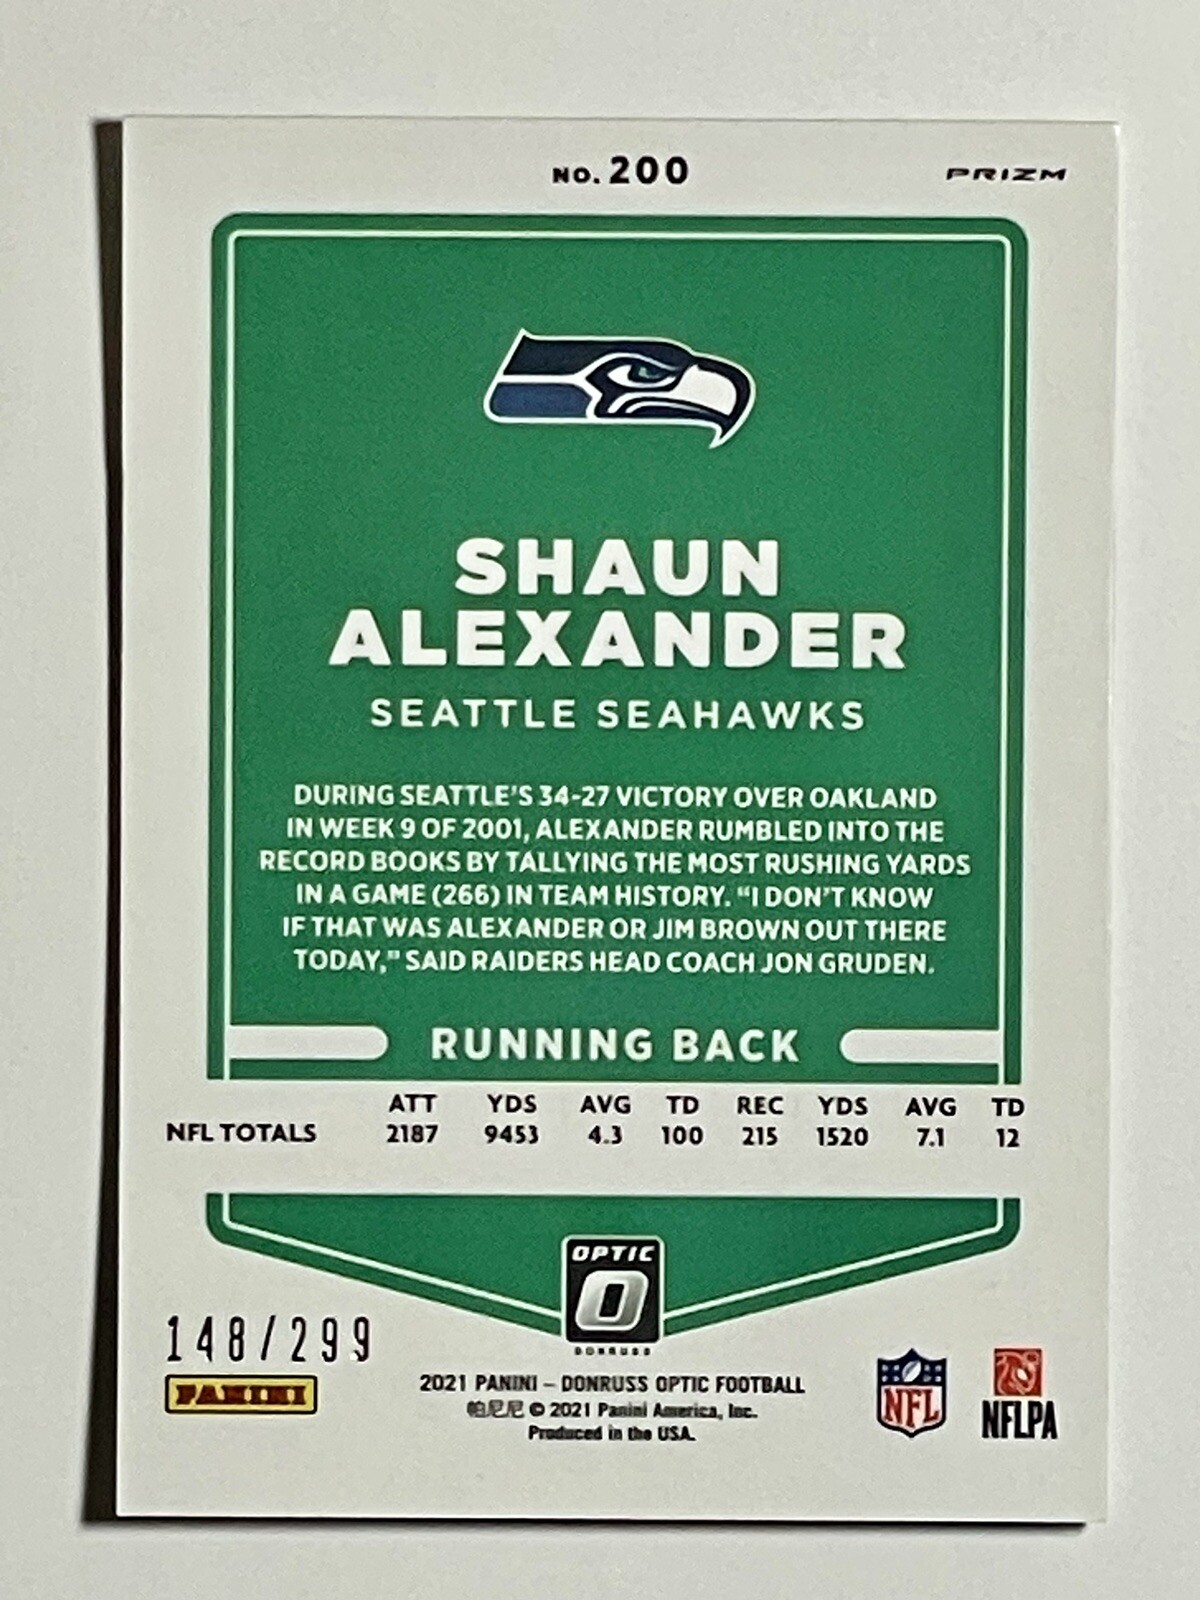 NO. 200
PRIZM
SHAUN
ALEXANDER
SEATTLE SEAHAWKS
DURING SEATTLE'S 34-27 VICTORY OVER OAKLAND
IN WEEK 9 OF 2001, ALEXANDER RUMBLED INTO THE
RECORD BOOKS BY TALLYING THE MOST RUSHING YARDS
IN A GAME (266) IN TEAM HISTORY. "I DON'T KNOW
IF THAT WAS ALEXANDER OR JIM BROWN OUT THERE
TODAY," SAID RAIDERS HEAD COACH JON GRUDEN.
RUNNING BACK
ATT YDS AVG TD REC YDS AVG TD
NFL TOTALS 2187 9453 4.3 100 215 1520 7.1 12
OPTIC
O
DONRUSS
148/299
PANINI
2021 PANINI – DONRUSS OPTIC FOOTBALL
帕尼尼 © 2021 Panini America, Inc.
Produced in the USA.
NFL
NFLPA